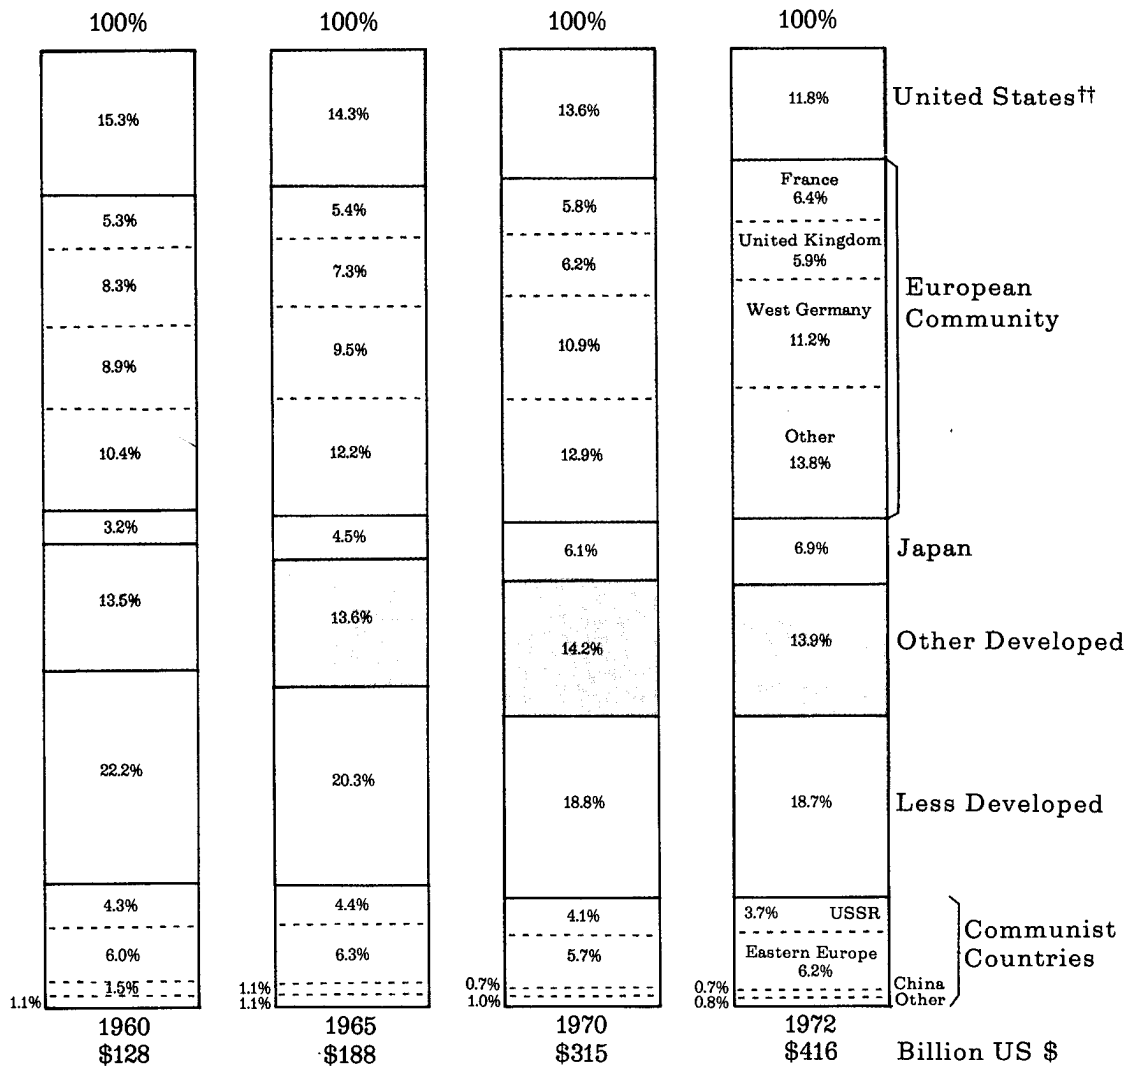 100% 100% 100% 100%
15.3% 14.3% 13.6% 11.8% United States††
5.3% 5.4% 5.8% France 6.4%
8.3% 7.3% 6.2% United Kingdom 5.9%
European
Community
8.9% 9.5% 10.9% West Germany 11.2%
10.4% 12.2% 12.9% Other 13.8%
3.2% 4.5% 6.1% 6.9% Japan
13.5% 13.6% 14.2% 13.9% Other Developed
22.2% 20.3% 18.8% 18.7% Less Developed
4.3% 4.4% 4.1% 3.7% USSR
Communist
Countries
6.0% 6.3% 5.7% Eastern Europe 6.2%
1.5% 1.1% 0.7% 0.7% China
1.1% 1.1% 1.0% 0.8% Other
1960 1965 1970 1972
$128 $188 $315 $416 Billion US $